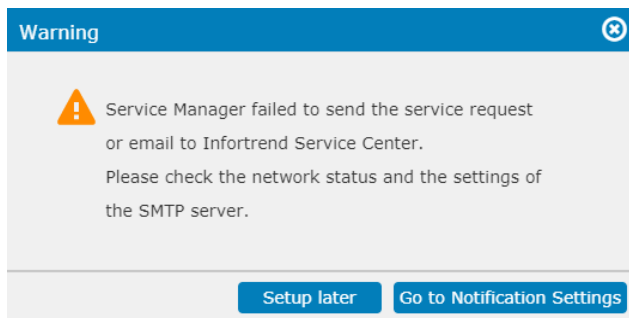 Warning
Service Manager failed to send the service request
or email to Infortrend Service Center.
Please check the network status and the settings of
the SMTP server.
Setup later
Go to Notification Settings